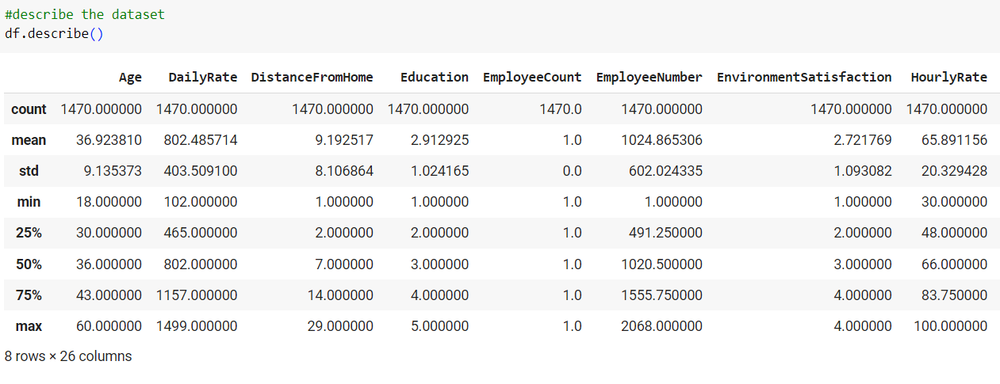 #describe the dataset
df.describe()
Age DailyRate DistanceFromHome Education EmployeeCount EmployeeNumber EnvironmentSatisfaction HourlyRate
count 1470.000000 1470.000000 1470.000000 1470.000000 1470.0 1470.000000 1470.000000 1470.000000
mean 36.923810 802.485714 9.192517 2.912925 1.0 1024.865306 2.721769 65.891156
std 9.135373 403.509100 8.106864 1.024165 0.0 602.024335 1.093082 20.329428
min 18.000000 102.000000 1.000000 1.000000 1.0 1.000000 1.000000 30.000000
25% 30.000000 465.000000 2.000000 2.000000 1.0 491.250000 2.000000 48.000000
50% 36.000000 802.000000 7.000000 3.000000 1.0 1020.500000 3.000000 66.000000
75% 43.000000 1157.000000 14.000000 4.000000 1.0 1555.750000 4.000000 83.750000
max 60.000000 1499.000000 29.000000 5.000000 1.0 2068.000000 4.000000 100.000000
8 rows × 26 columns